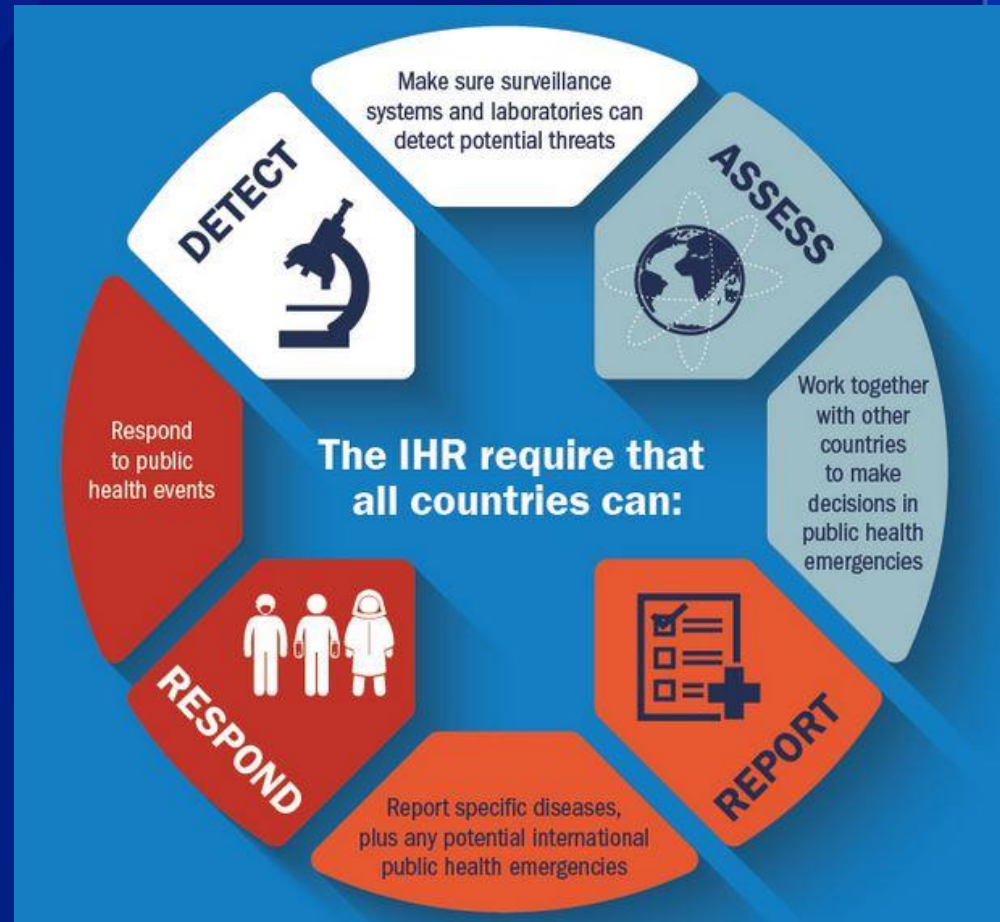 The IHR require that
all countries can:
DETECT
Make sure surveillance
systems and laboratories can
detect potential threats
ASSESS
Work together
with other
countries
to make
decisions in
public health
emergencies
REPORT
Report specific diseases,
plus any potential international
public health emergencies
RESPOND
Respond
to public
health events